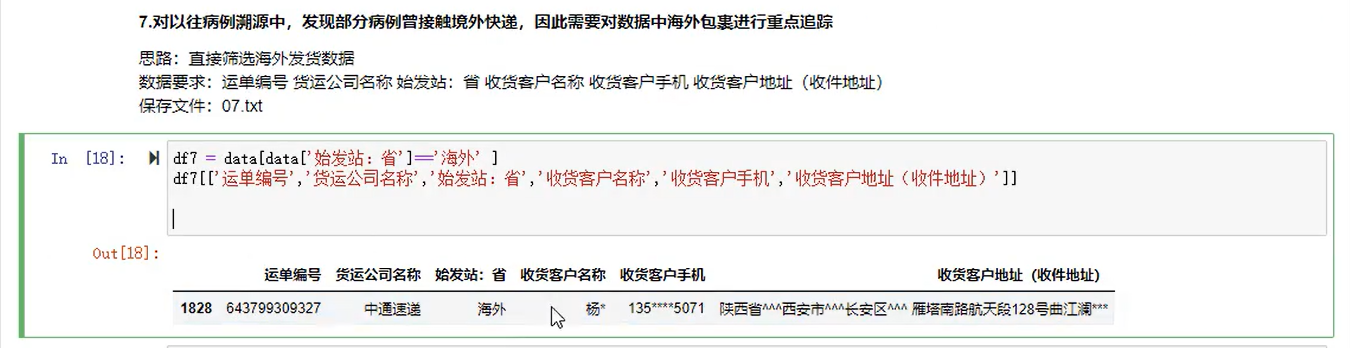 7.对以往病例溯源中，发现部分病例曾接触境外快递，因此需要对数据中海外包裹进行重点追踪
思路：直接筛选海外发货数据
数据要求：运单编号 货运公司名称 始发站：省 收货客户名称 收货客户手机 收货客户地址（收件地址）
保存文件：07.txt
In [18]: df7 = data[data['始发站：省']=='海外' ]
df7[['运单编号','货运公司名称','始发站：省','收货客户名称','收货客户手机','收货客户地址（收件地址）']]
Out[18]:
运单编号 货运公司名称 始发站：省 收货客户名称 收货客户手机 收货客户地址（收件地址）
1828 643799309327 中通速递 海外 杨* 135****5071 陕西省^^^西安市^^^长安区^^^ 雁塔南路航天段128号曲江澜***